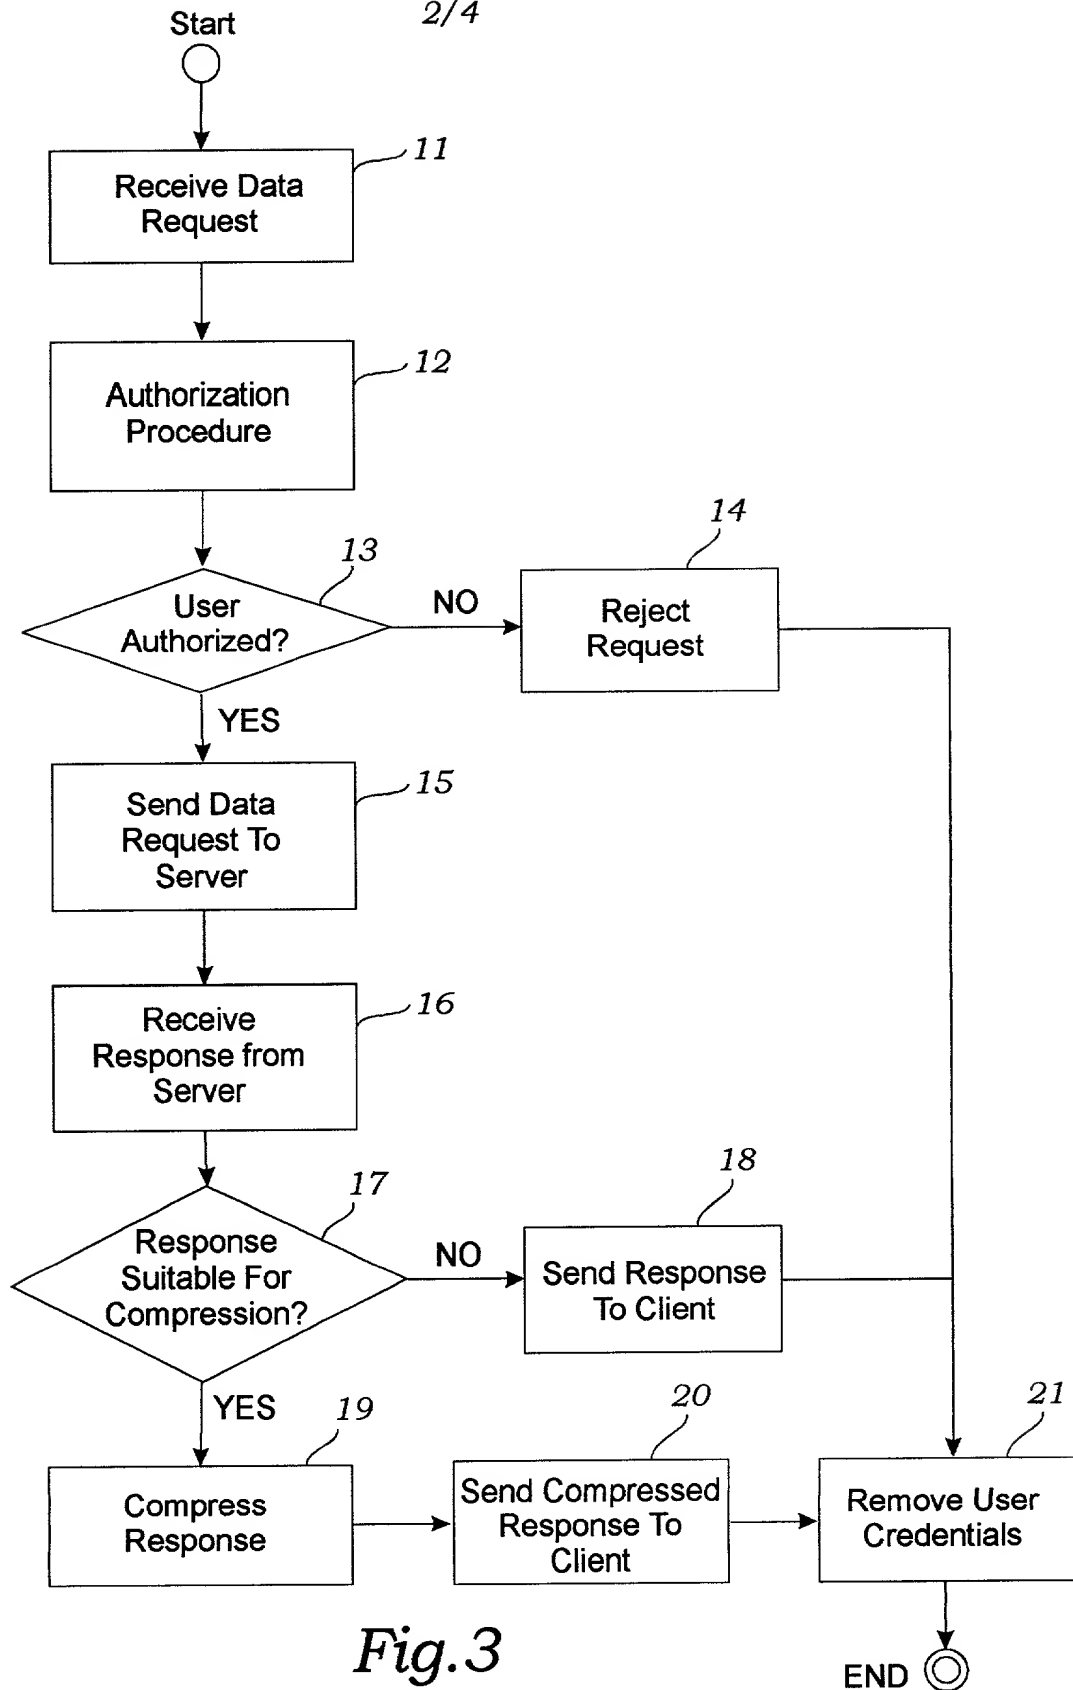 2/4
Start
11
Receive Data
Request
12
Authorization
Procedure
13
User
Authorized?
NO
14
Reject
Request
YES
15
Send Data
Request To
Server
16
Receive
Response from
Server
17
Response
Suitable For
Compression?
NO
18
Send Response
To Client
YES
19
Compress
Response
20
Send Compressed
Response To
Client
21
Remove User
Credentials
Fig.3
END